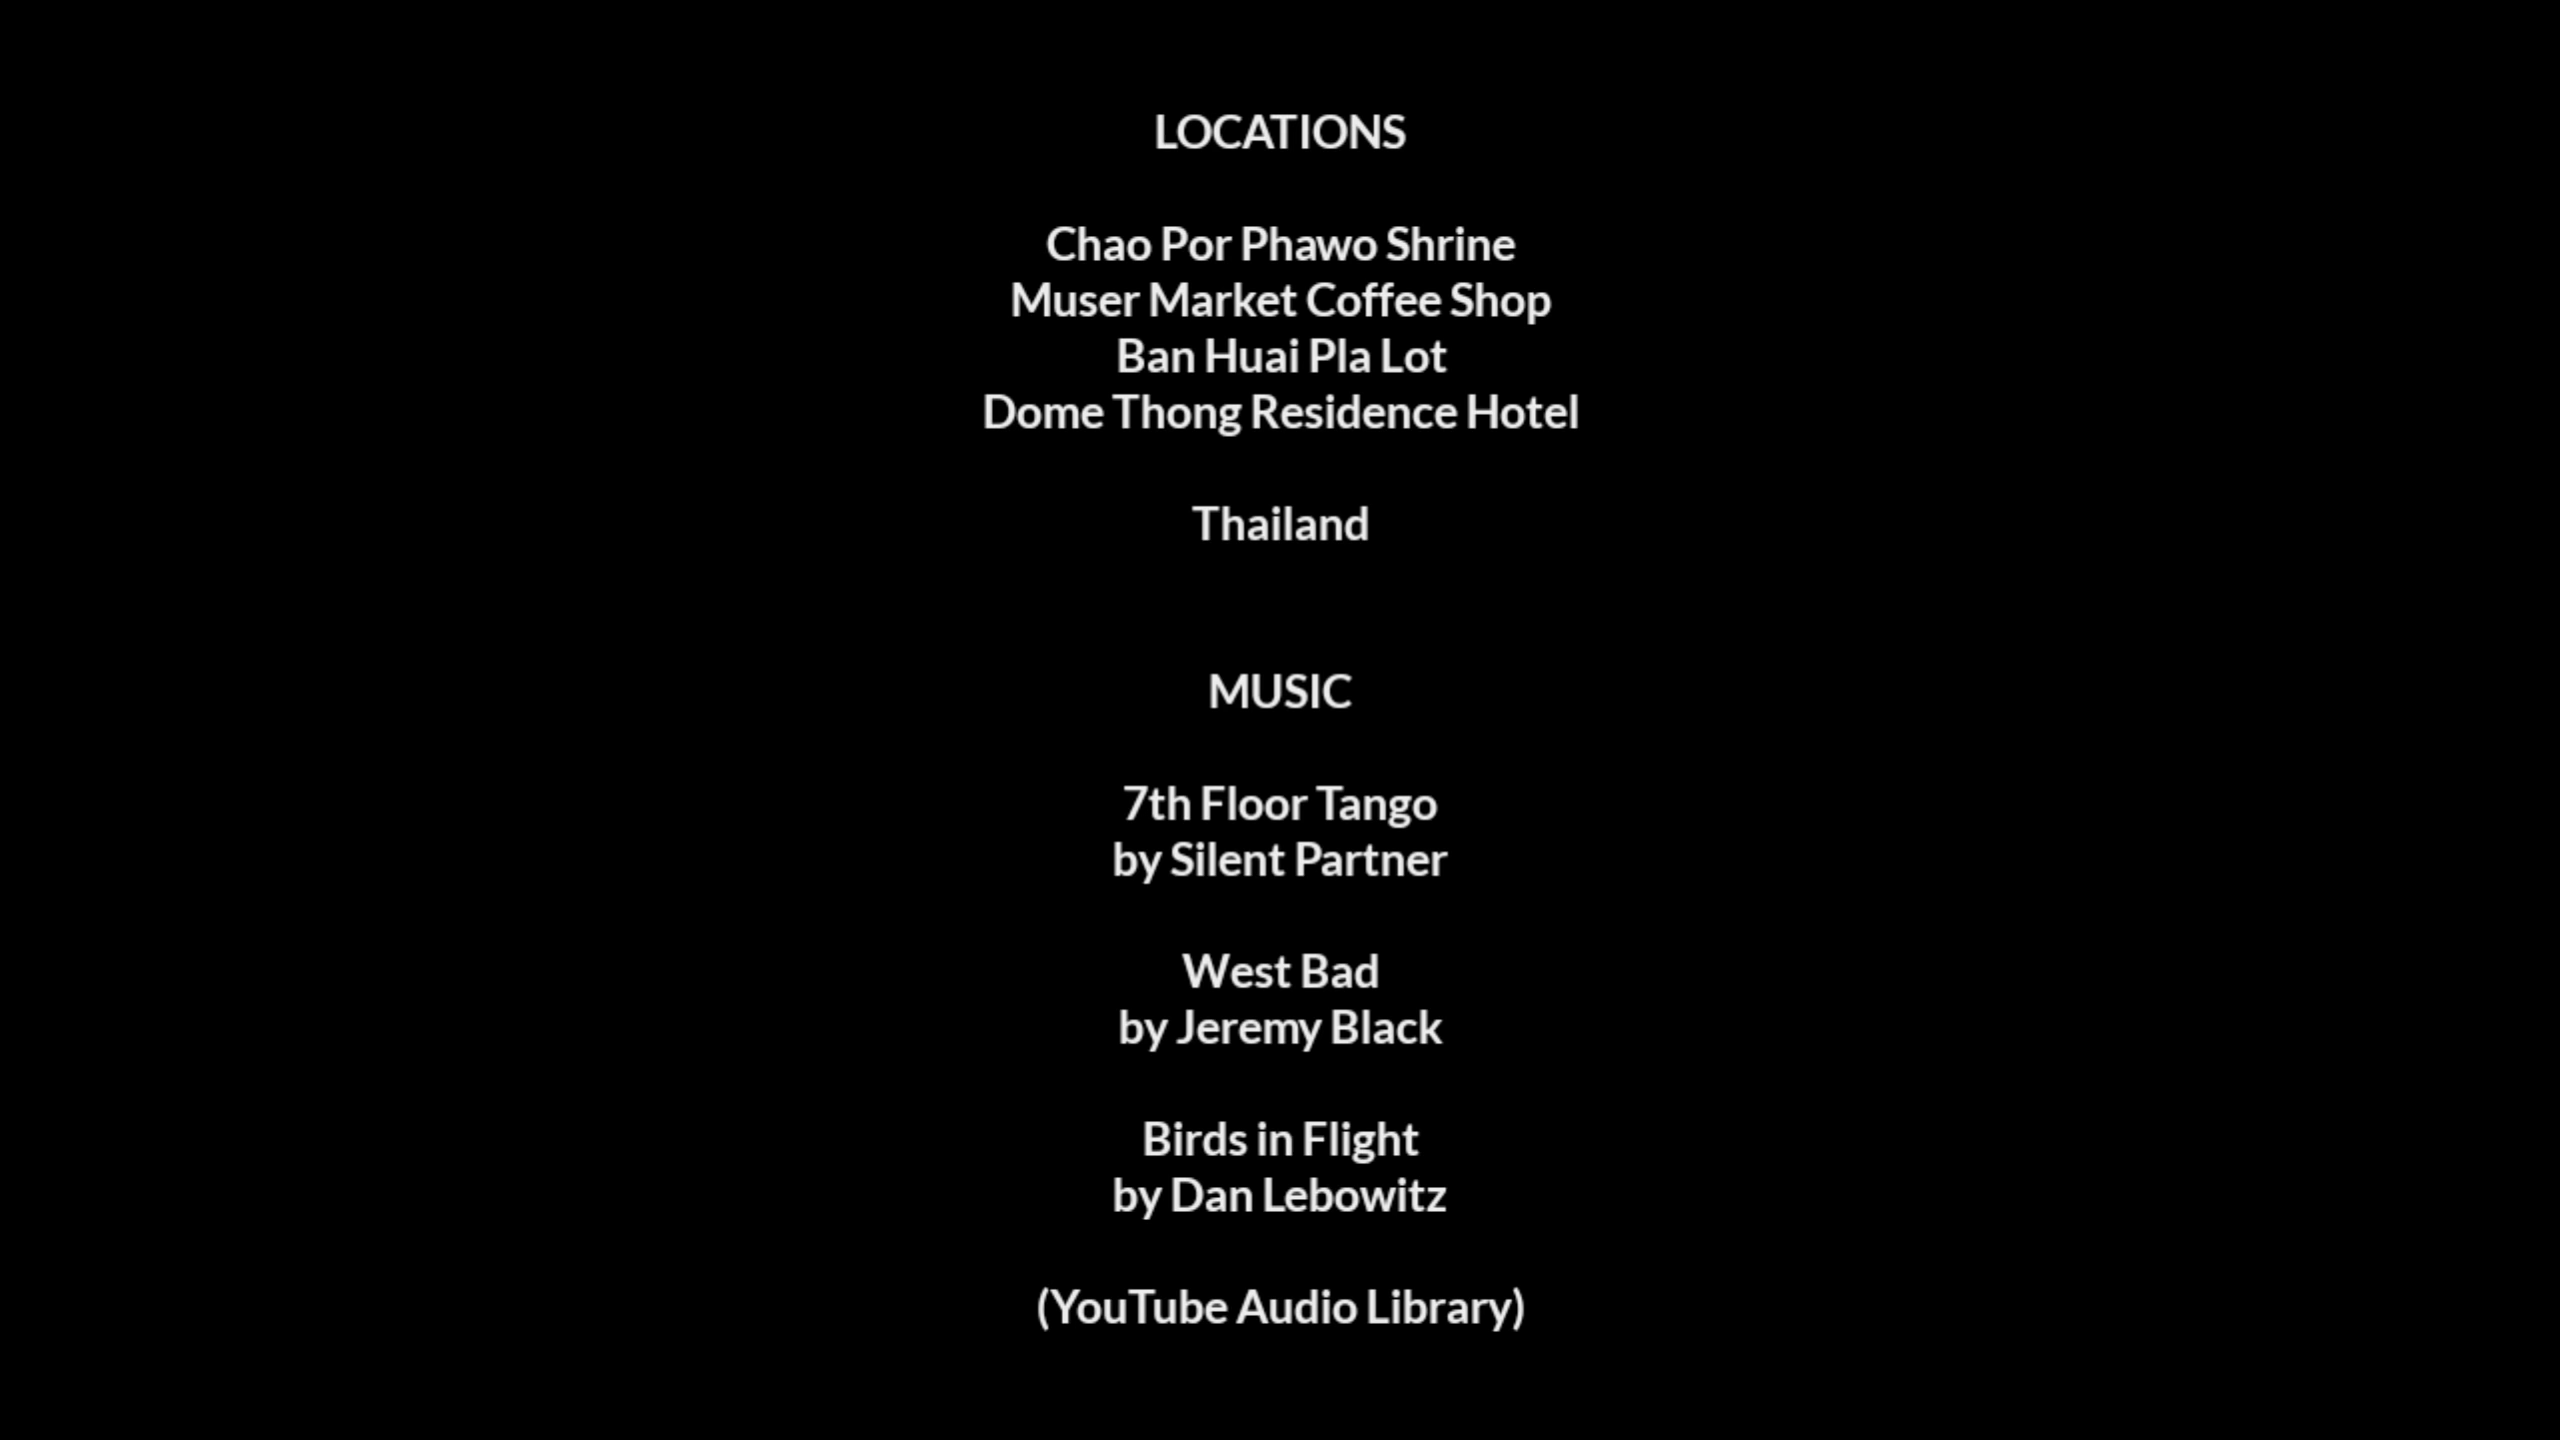 LOCATIONS
Chao Por Phawo Shrine
Muser Market Coffee Shop
Ban Huai Pla Lot
Dome Thong Residence Hotel
Thailand
MUSIC
7th Floor Tango
by Silent Partner
West Bad
by Jeremy Black
Birds in Flight
by Dan Lebowitz
(YouTube Audio Library)